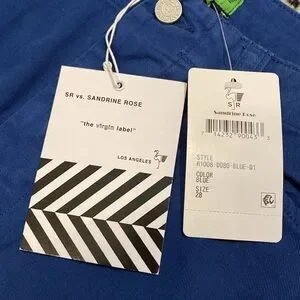 SR vs. SANDRINE ROSE
"the virgin label"
LOS ANGELES
S R
Sandrine Rose
STYLE
COLOR
BLUE
SIZE
28